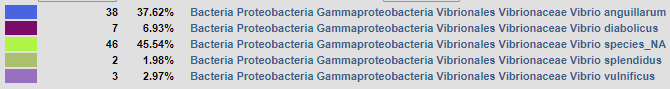 38 37.62% Bacteria Proteobacteria Gammaproteobacteria Vibrionales Vibrionaceae Vibrio anguillarum
7 6.93% Bacteria Proteobacteria Gammaproteobacteria Vibrionales Vibrionaceae Vibrio diabolicus
46 45.54% Bacteria Proteobacteria Gammaproteobacteria Vibrionales Vibrionaceae Vibrio species_NA
2 1.98% Bacteria Proteobacteria Gammaproteobacteria Vibrionales Vibrionaceae Vibrio splendidus
3 2.97% Bacteria Proteobacteria Gammaproteobacteria Vibrionales Vibrionaceae Vibrio vulnificus